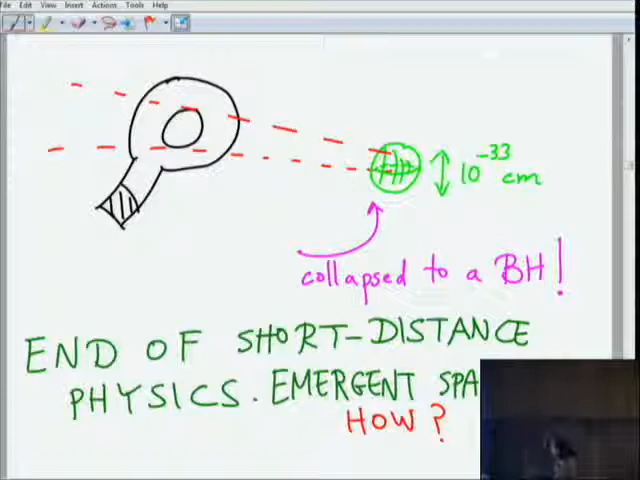 File Edit View Insert Actions Tools Help
10^-33 cm
collapsed to a BH!
END OF SHORT-DISTANCE
PHYSICS. EMERGENT SPA
HOW?